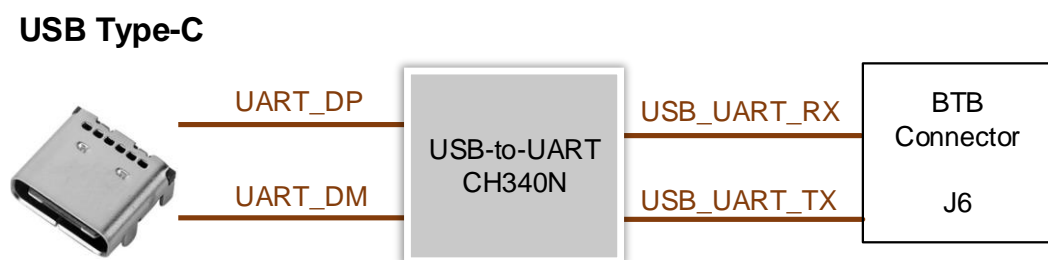 USB Type-C
UART_DP
UART_DM
USB-to-UART
CH340N
USB_UART_RX
USB_UART_TX
BTB
Connector
J6